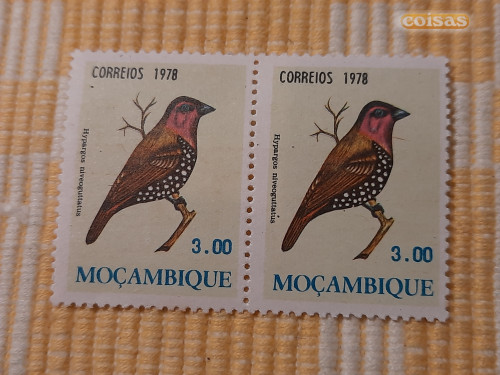 coisas
CORREIOS 1978
Hypargos niveoguttatus
3.00
MOÇAMBIQUE
CORREIOS 1978
Hypargos niveoguttatus
3.00
MOÇAMBIQUE